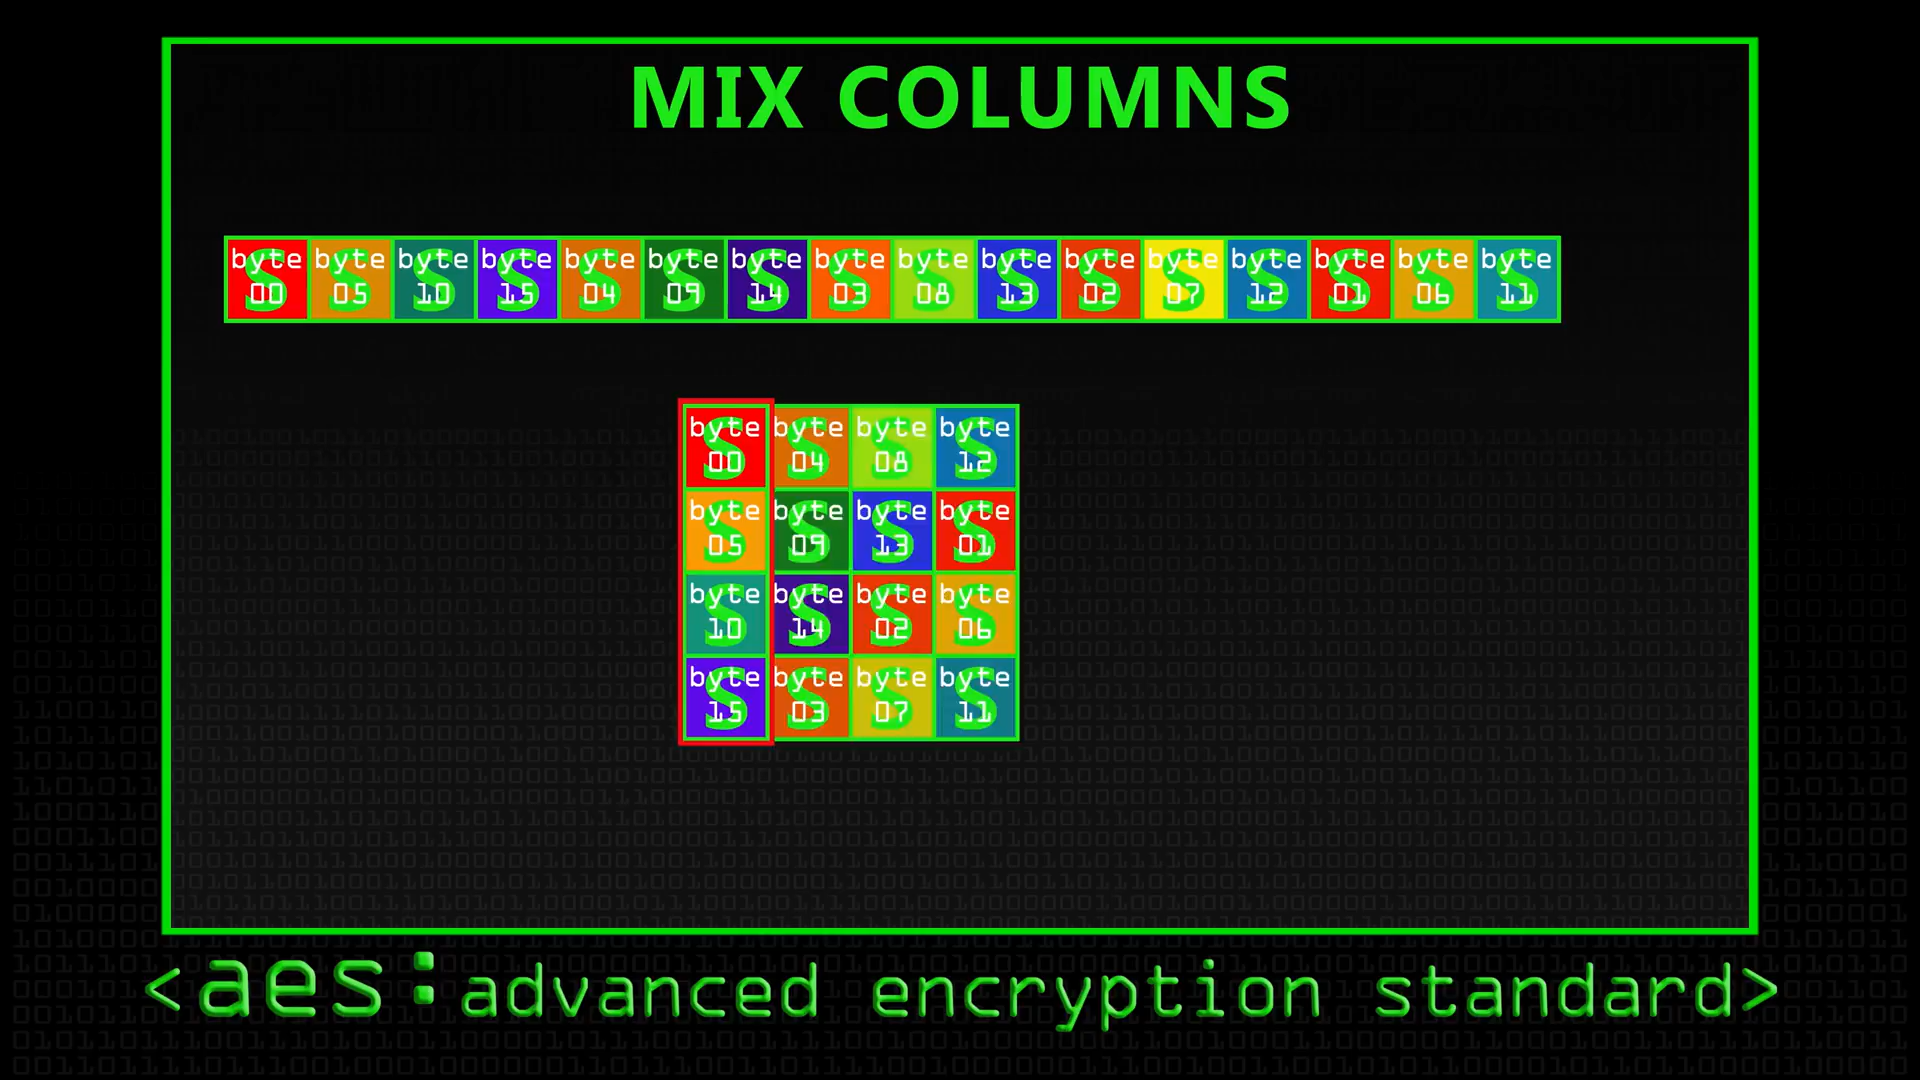 MIX COLUMNS
byte byte byte byte byte byte byte byte byte byte byte byte byte byte byte byte
00 05 10 15 04 09 14 03 08 13 02 07 12 01 06 11
S S S S S S S S S S S S S S S S
byte byte byte byte
00 04 08 12
S S S S
byte byte byte byte
05 09 13 01
S S S S
byte byte byte byte
10 14 02 06
S S S S
byte byte byte byte
15 03 07 11
S S S S
<aes:advanced encryption standard>